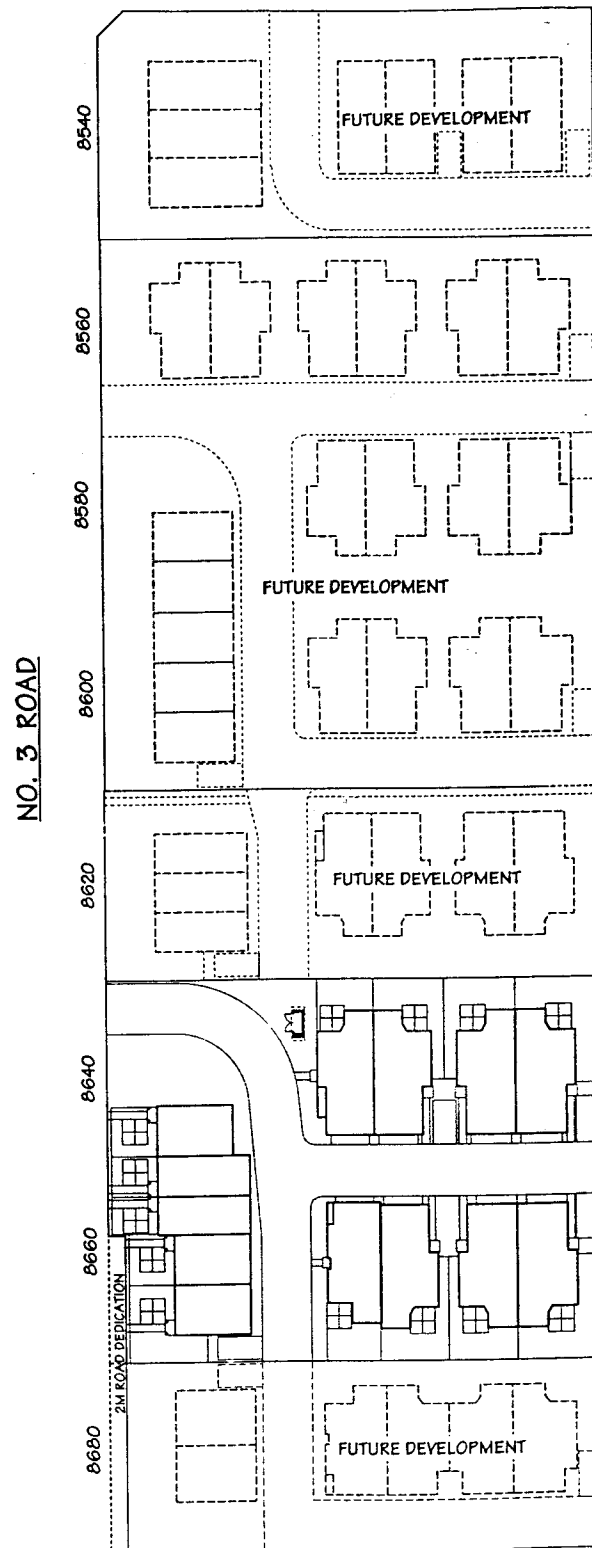 8540
FUTURE DEVELOPMENT
8560
8580
FUTURE DEVELOPMENT
8600
NO. 3 ROAD
8620
FUTURE DEVELOPMENT
8640
8660
2M ROAD DEDICATION
8680
FUTURE DEVELOPMENT